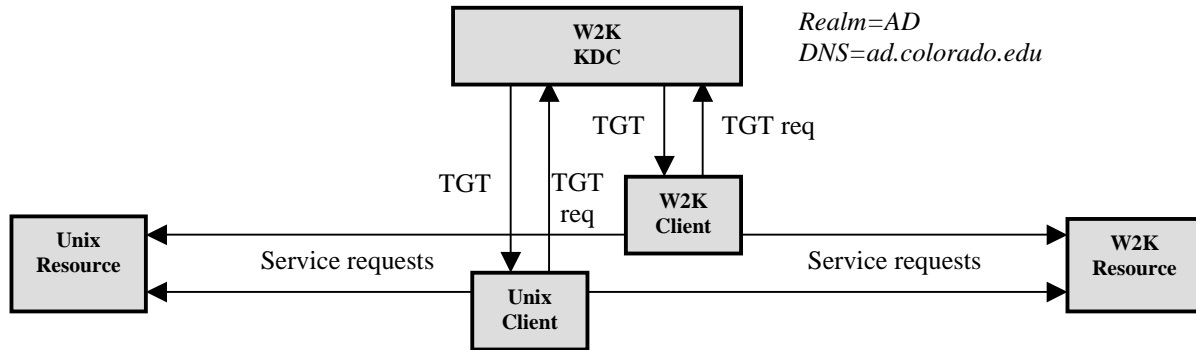 W2K
KDC
Realm=AD
DNS=ad.colorado.edu
TGT
TGT req
TGT
TGT
req
W2K
Client
Unix
Resource
Service requests
Service requests
W2K
Resource
Unix
Client